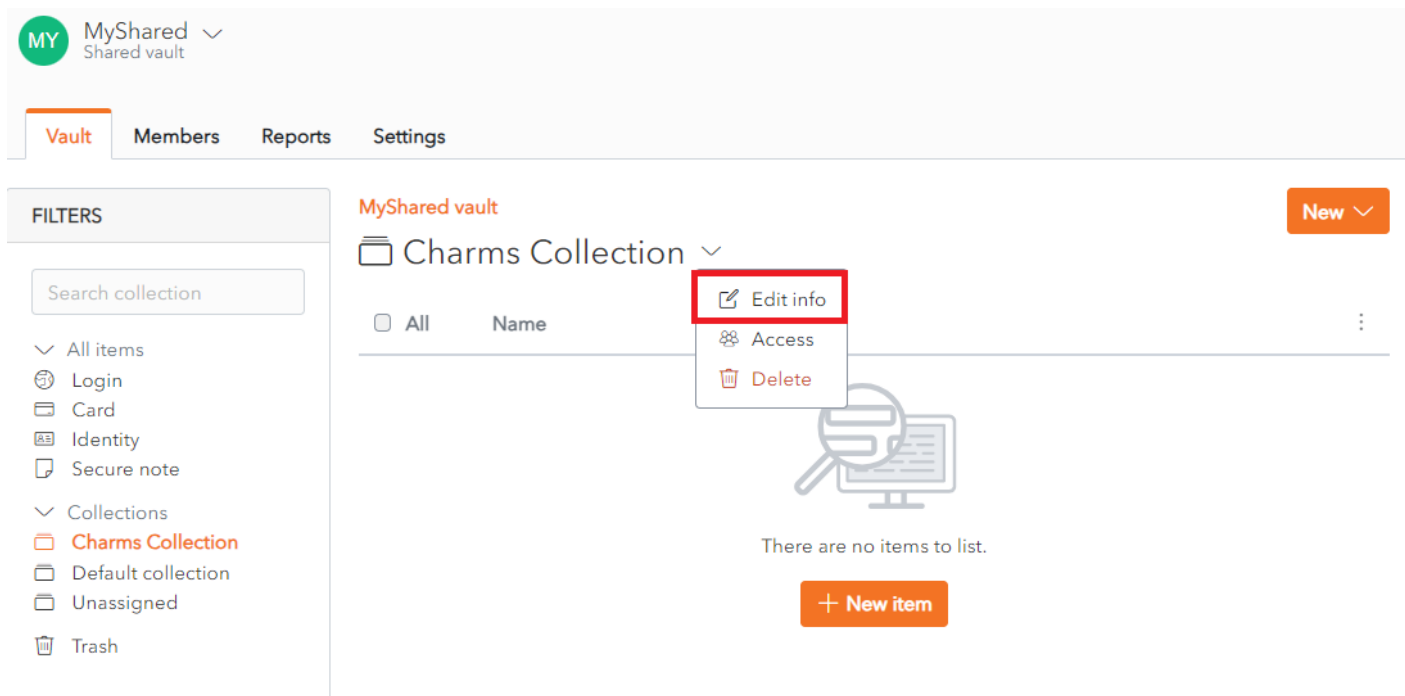 MY
MyShared
Shared vault
Vault Members Reports Settings
FILTERS
Search collection
All items
Login
Card
Identity
Secure note
Collections
Charms Collection
Default collection
Unassigned
Trash
MyShared vault
New
Charms Collection
All Name
Edit info
Access
Delete
There are no items to list.
+ New item